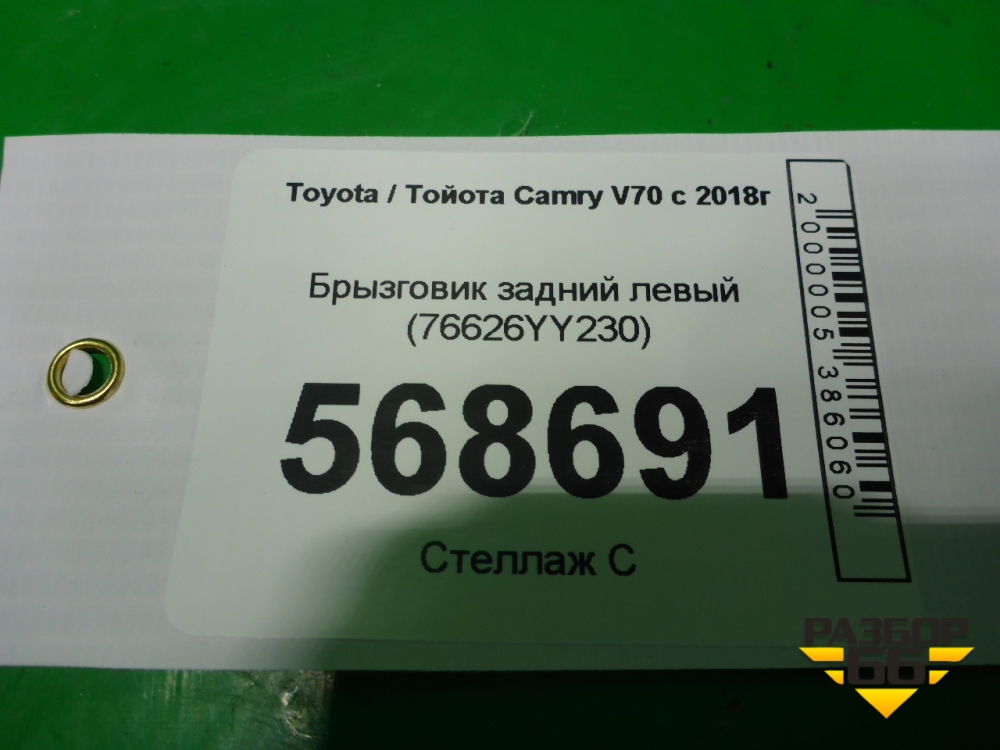 Toyota / Тойота Camry V70 с 2018г
Брызговик задний левый
(76626YY230)
568691
Стеллаж С
2000005386060
РАЗБОР
66